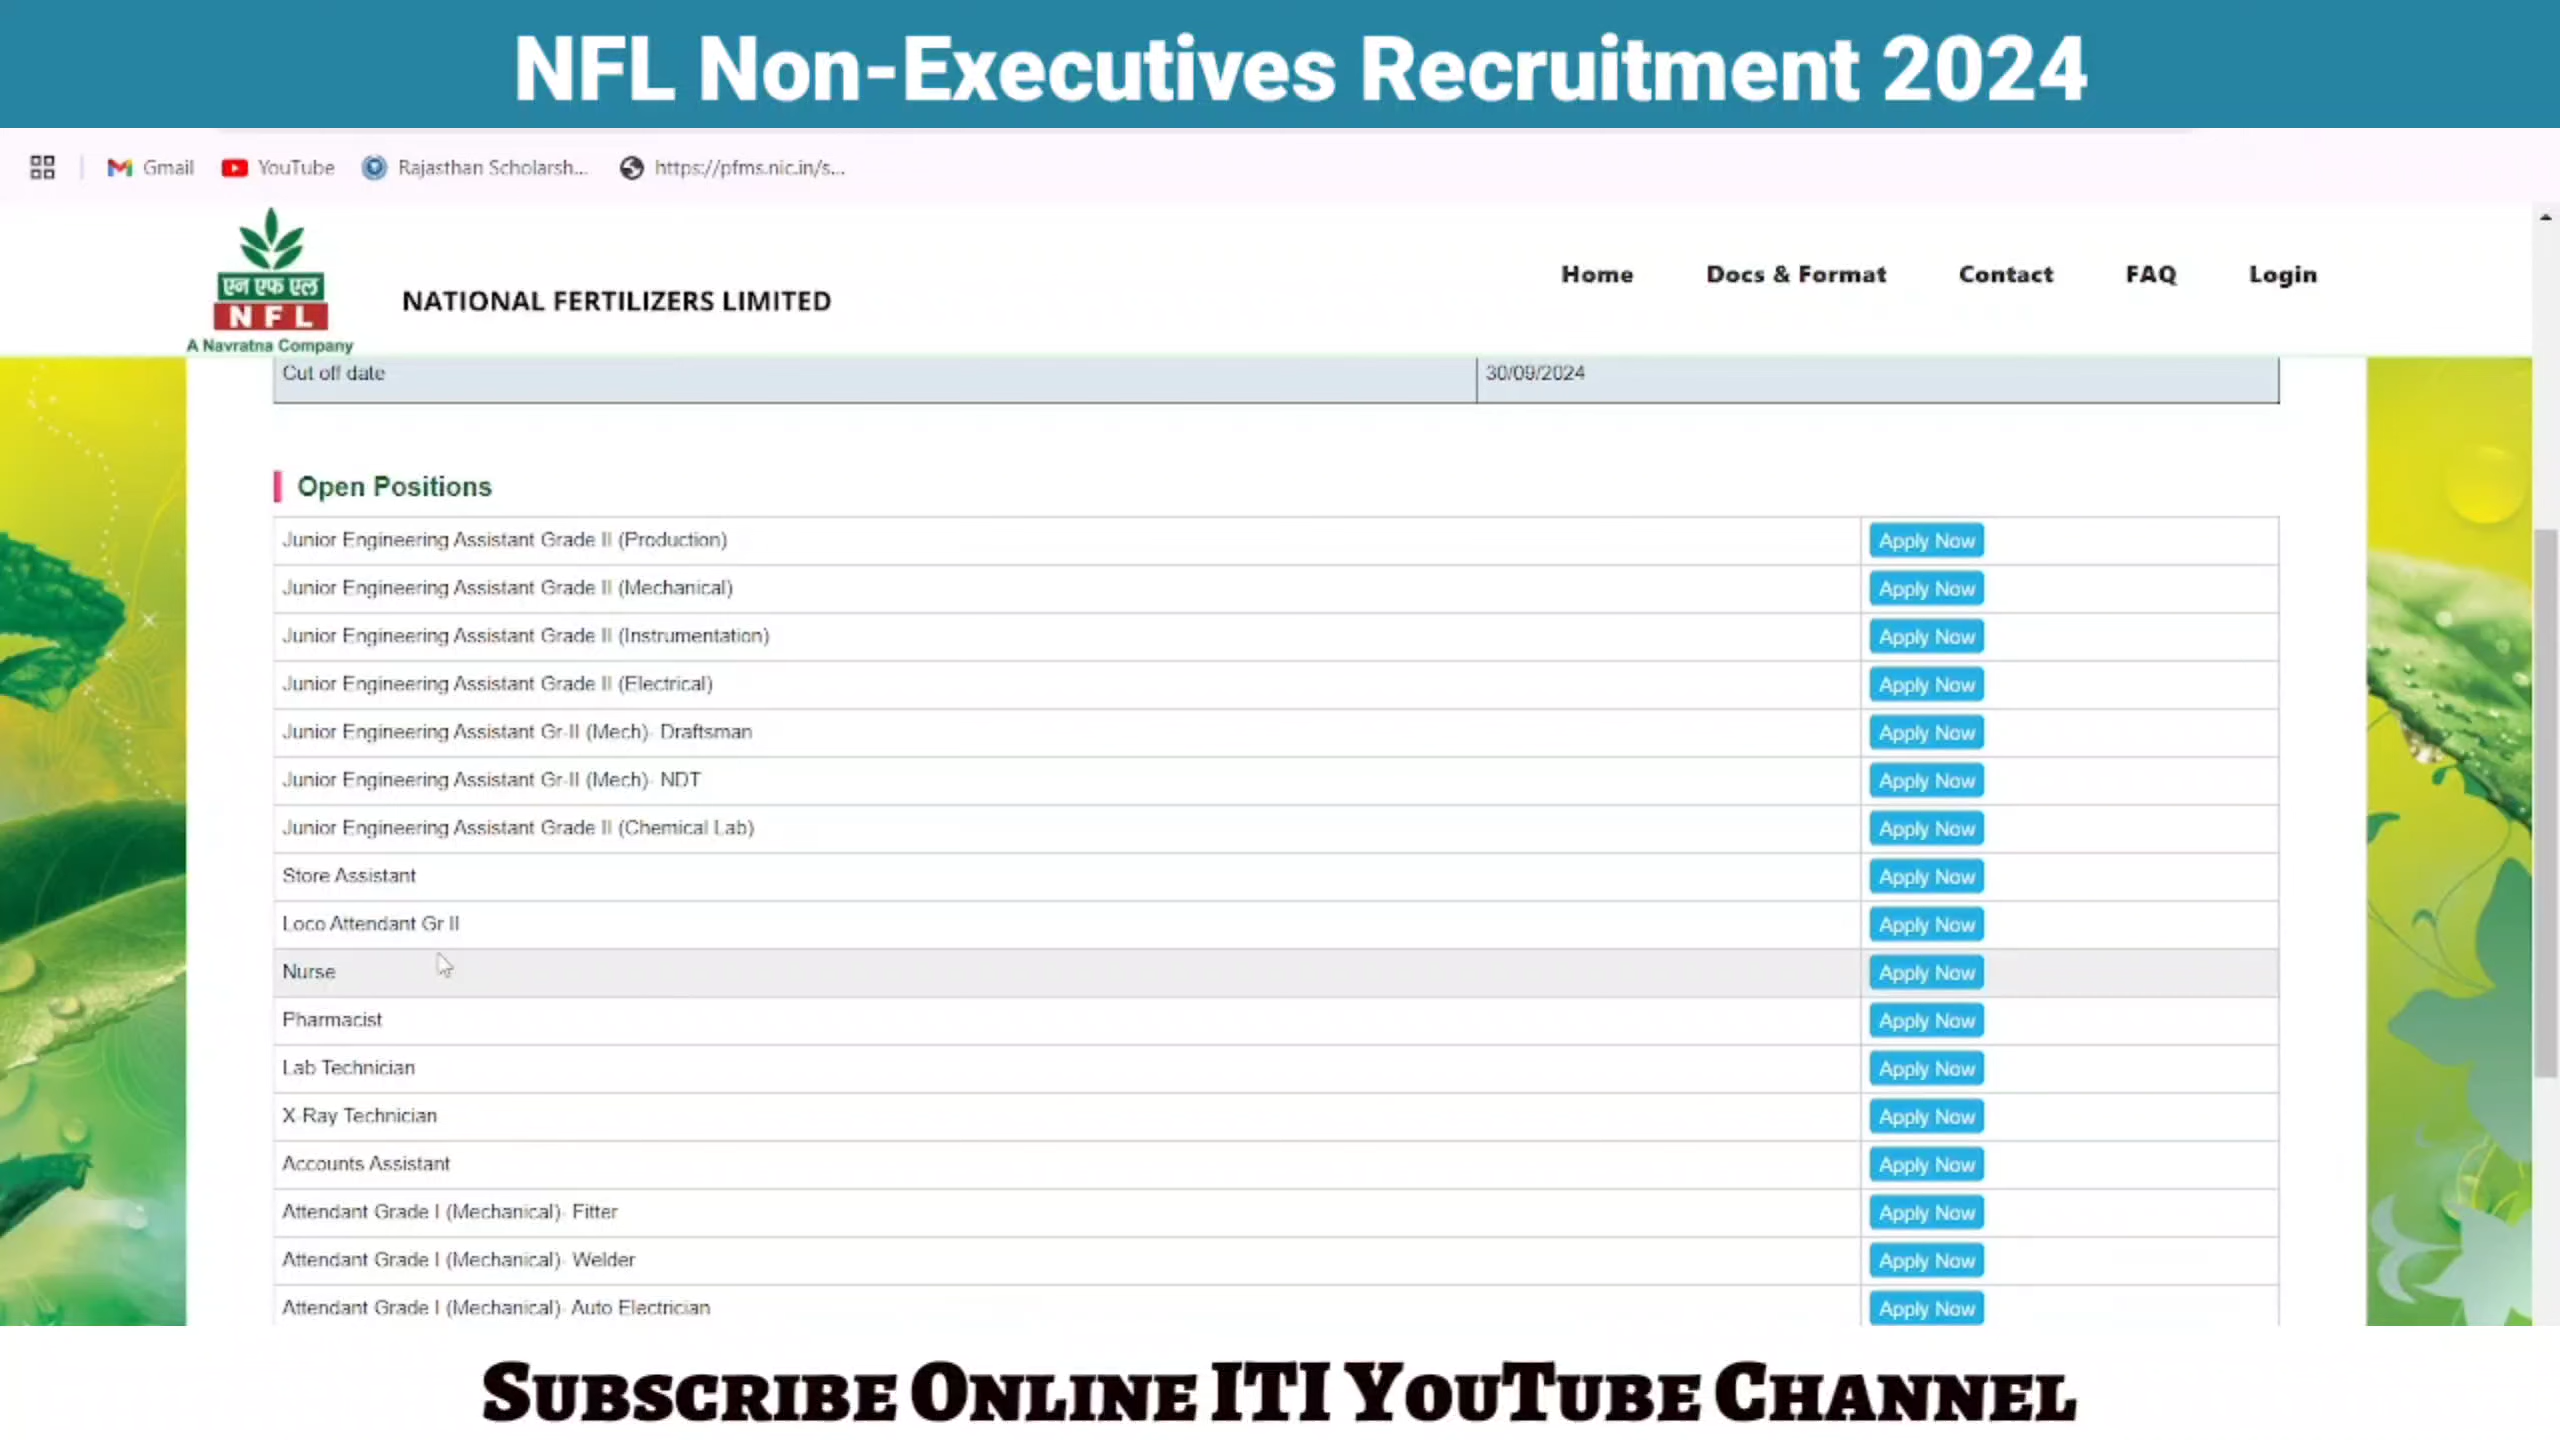 NFL Non-Executives Recruitment 2024
Gmail YouTube Rajasthan Scholarsh... https://pfms.nic.in/s...
एन एफ एल
NFL
A Navratna Company
NATIONAL FERTILIZERS LIMITED
Home Docs & Format Contact FAQ Login
Cut off date 30/09/2024
Open Positions
Junior Engineering Assistant Grade II (Production) Apply Now
Junior Engineering Assistant Grade II (Mechanical) Apply Now
Junior Engineering Assistant Grade II (Instrumentation) Apply Now
Junior Engineering Assistant Grade II (Electrical) Apply Now
Junior Engineering Assistant Gr-II (Mech)- Draftsman Apply Now
Junior Engineering Assistant Gr-II (Mech)- NDT Apply Now
Junior Engineering Assistant Grade II (Chemical Lab) Apply Now
Store Assistant Apply Now
Loco Attendant Gr II Apply Now
Nurse Apply Now
Pharmacist Apply Now
Lab Technician Apply Now
X-Ray Technician Apply Now
Accounts Assistant Apply Now
Attendant Grade I (Mechanical)- Fitter Apply Now
Attendant Grade I (Mechanical)- Welder Apply Now
Attendant Grade I (Mechanical)- Auto Electrician Apply Now
SUBSCRIBE ONLINE ITI YOUTUBE CHANNEL